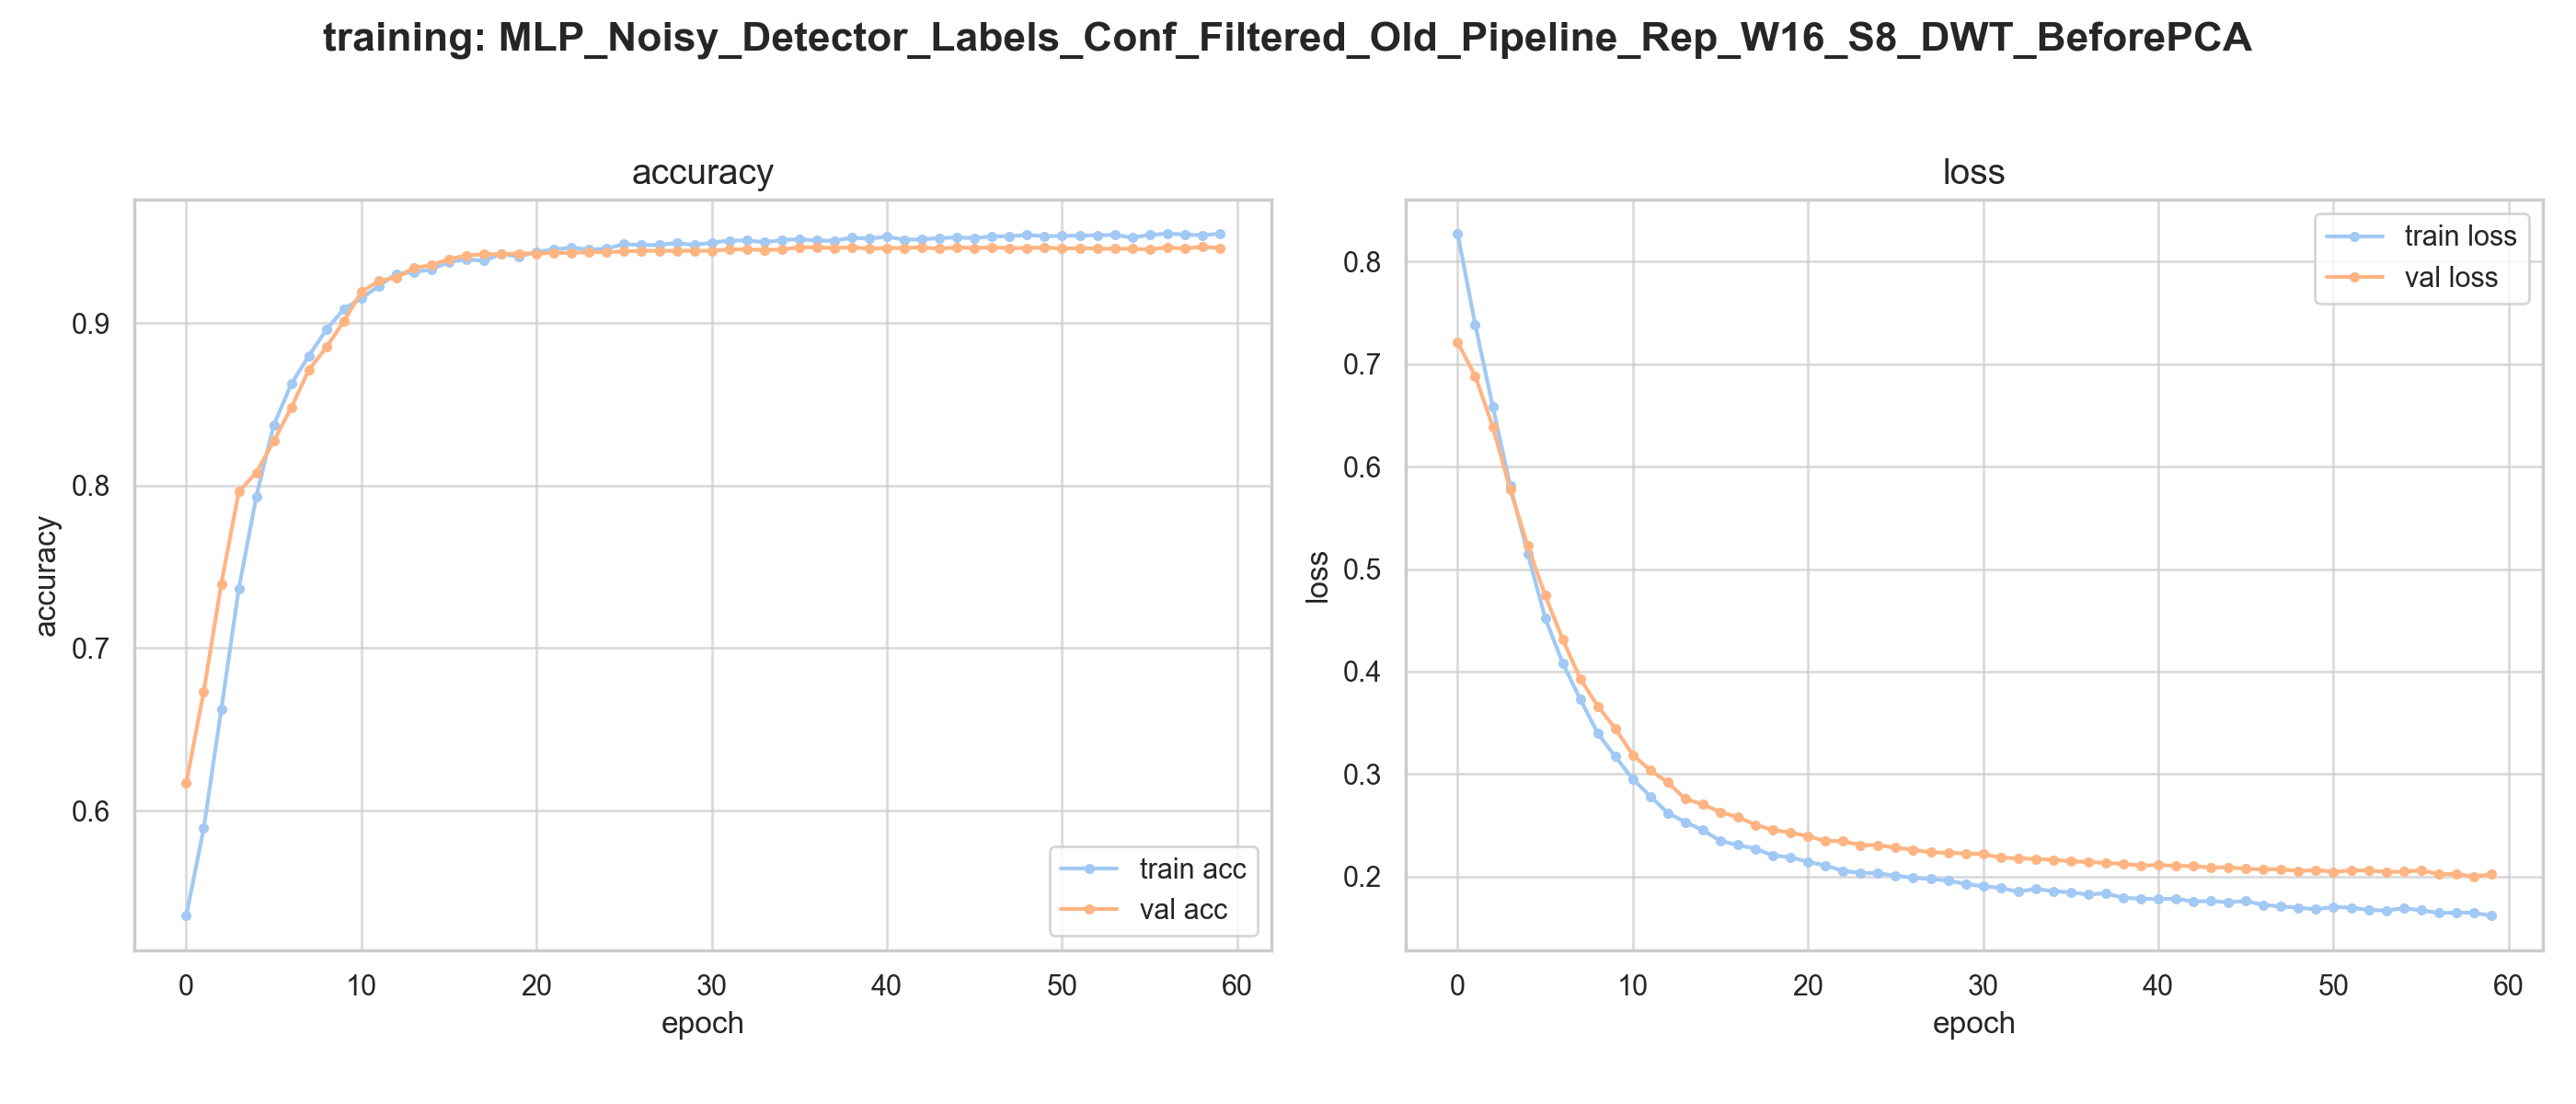 training: MLP_Noisy_Detector_Labels_Conf_Filtered_Old_Pipeline_Rep_W16_S8_DWT_BeforePCA
accuracy
accuracy
0.9
0.8
0.7
0.6
train acc
val acc
0 10 20 30 40 50 60
epoch
loss
loss
0.8
0.7
0.6
0.5
0.4
0.3
0.2
train loss
val loss
0 10 20 30 40 50 60
epoch